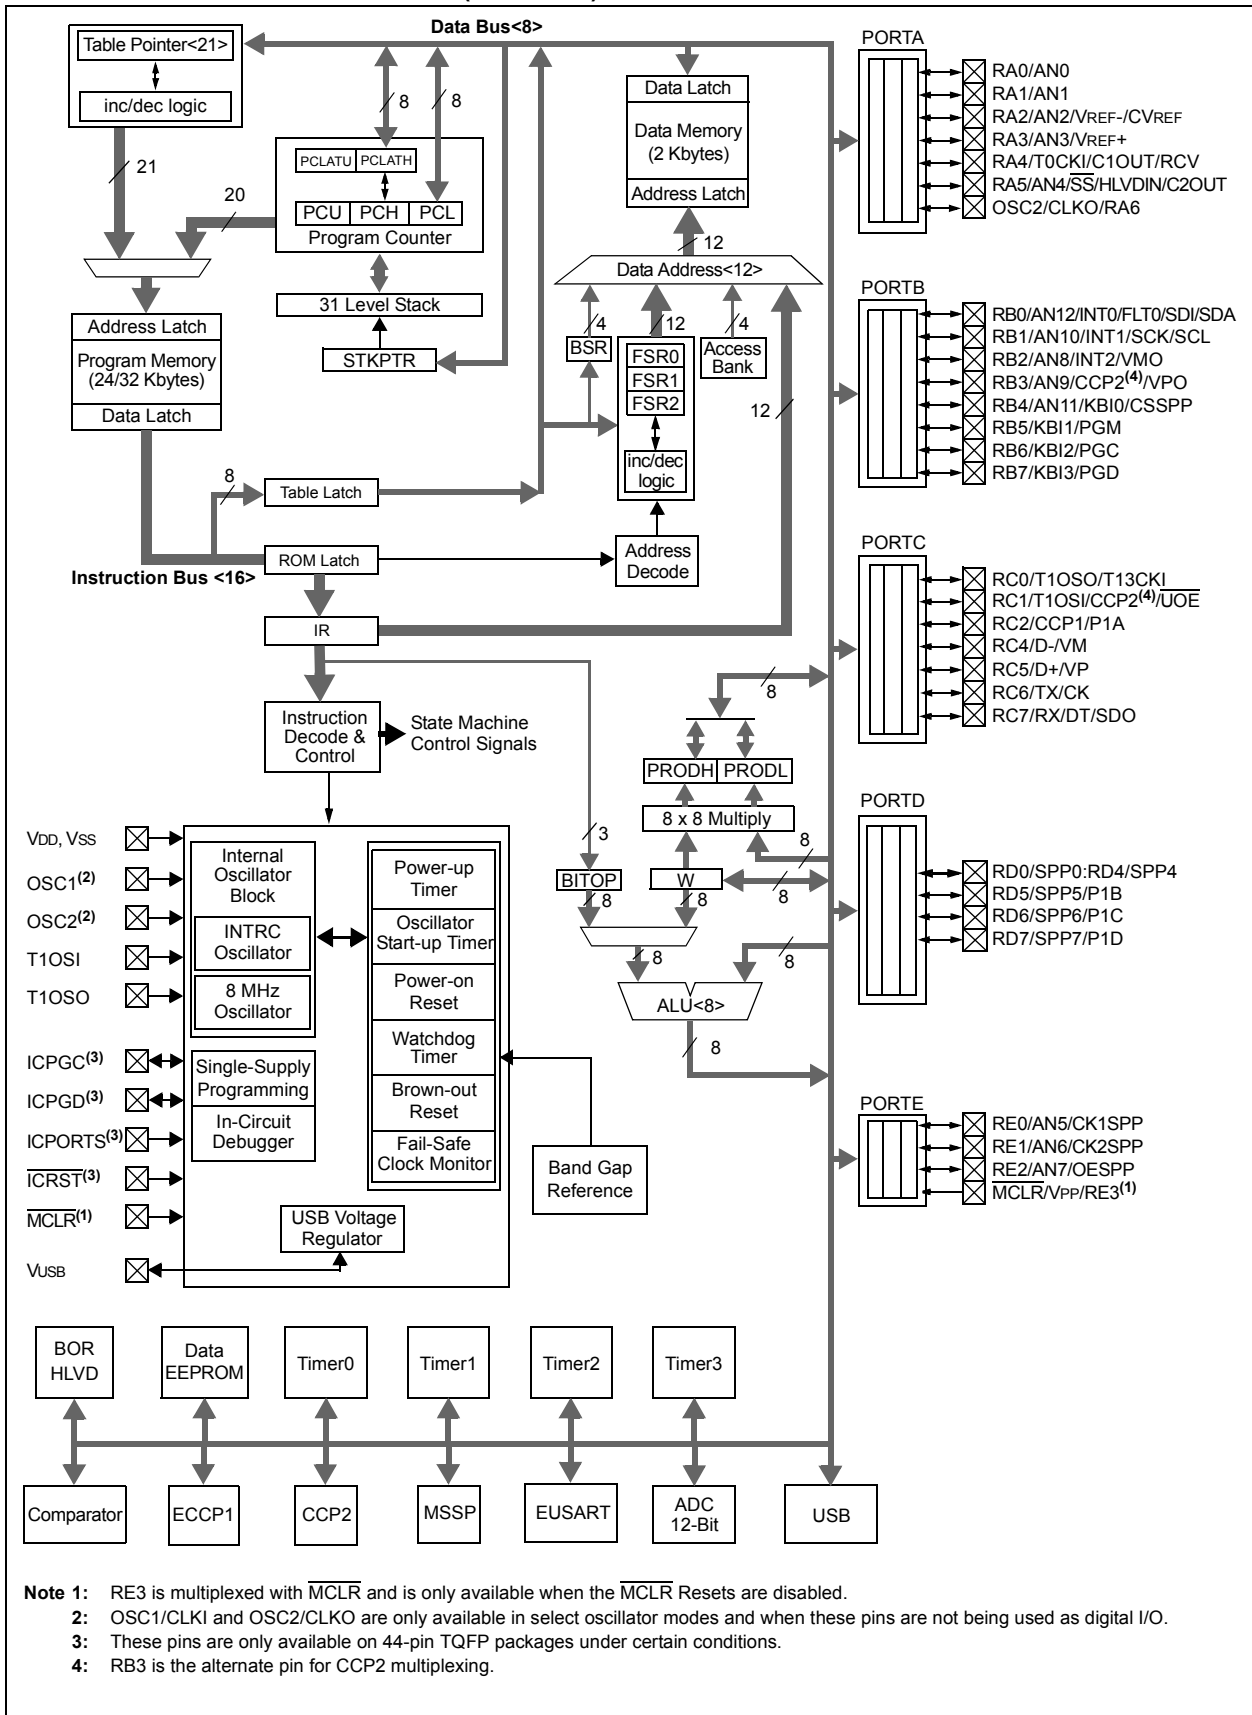 Data Bus<8>
Table Pointer<21>
inc/dec logic
21
20
8
8
PCLATU
PCLATH
PCU
PCH
PCL
Program Counter
31 Level Stack
STKPTR
Data Latch
Data Memory
(2 Kbytes)
Address Latch
12
Data Address<12>
4
12
4
BSR
FSR0
FSR1
FSR2
Access
Bank
inc/dec
logic
12
Address Latch
Program Memory
(24/32 Kbytes)
Data Latch
8
Table Latch
ROM Latch
Instruction Bus <16>
Address
Decode
IR
Instruction
Decode &
Control
State Machine
Control Signals
8
PRODH
PRODL
8 x 8 Multiply
3
8
BITOP
W
8
8
8
8
8
ALU<8>
8
VDD, VSS
OSC1(2)
OSC2(2)
T1OSI
T1OSO
ICPGC(3)
ICPGD(3)
ICPORTS(3)
ICRST(3)
MCLR(1)
VUSB
Internal
Oscillator
Block
INTRC
Oscillator
8 MHz
Oscillator
Single-Supply
Programming
In-Circuit
Debugger
Power-up
Timer
Oscillator
Start-up Timer
Power-on
Reset
Watchdog
Timer
Brown-out
Reset
Fail-Safe
Clock Monitor
USB Voltage
Regulator
Band Gap
Reference
PORTA
RA0/AN0
RA1/AN1
RA2/AN2/VREF-/CVREF
RA3/AN3/VREF+
RA4/T0CKI/C1OUT/RCV
RA5/AN4/SS/HLVDIN/C2OUT
OSC2/CLKO/RA6
PORTB
RB0/AN12/INT0/FLT0/SDI/SDA
RB1/AN10/INT1/SCK/SCL
RB2/AN8/INT2/VMO
RB3/AN9/CCP2(4)/VPO
RB4/AN11/KBI0/CSSPP
RB5/KBI1/PGM
RB6/KBI2/PGC
RB7/KBI3/PGD
PORTC
RC0/T1OSO/T13CKI
RC1/T1OSI/CCP2(4)/UOE
RC2/CCP1/P1A
RC4/D-/VM
RC5/D+/VP
RC6/TX/CK
RC7/RX/DT/SDO
PORTD
RD0/SPP0:RD4/SPP4
RD5/SPP5/P1B
RD6/SPP6/P1C
RD7/SPP7/P1D
PORTE
RE0/AN5/CK1SPP
RE1/AN6/CK2SPP
RE2/AN7/OESPP
MCLR/VPP/RE3(1)
BOR
HLVD
Data
EEPROM
Timer0
Timer1
Timer2
Timer3
Comparator
ECCP1
CCP2
MSSP
EUSART
ADC
12-Bit
USB
Note 1: RE3 is multiplexed with MCLR and is only available when the MCLR Resets are disabled.
2: OSC1/CLKI and OSC2/CLKO are only available in select oscillator modes and when these pins are not being used as digital I/O.
3: These pins are only available on 44-pin TQFP packages under certain conditions.
4: RB3 is the alternate pin for CCP2 multiplexing.